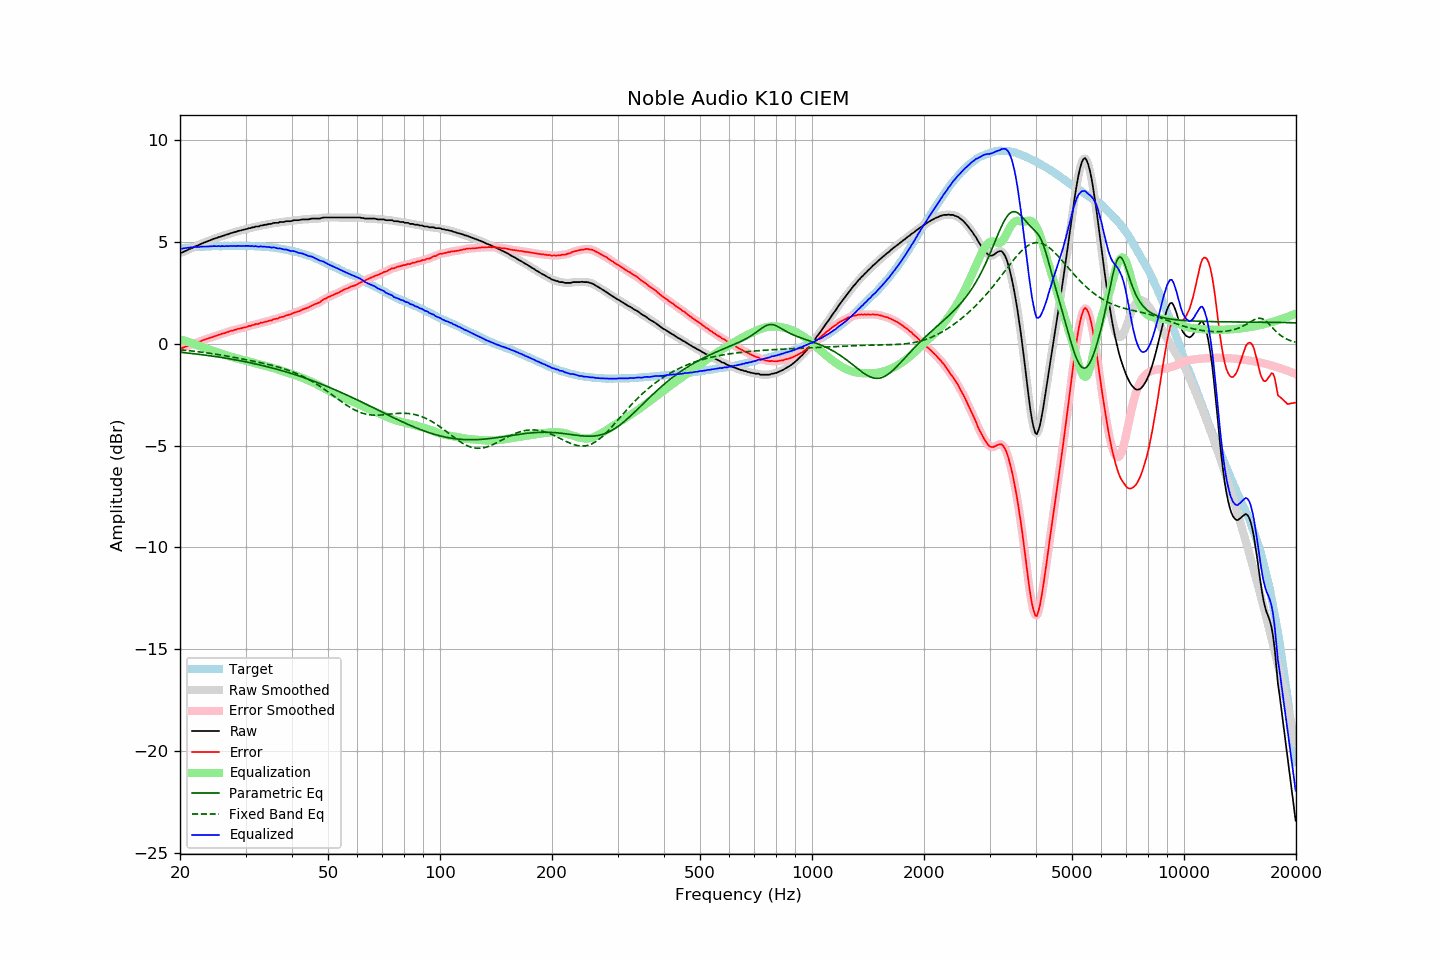 Noble Audio K10 CIEM
Amplitude (dBr)
10
5
0
−5
−10
−15
−20
−25
Target
Raw Smoothed
Error Smoothed
Raw
Error
Equalization
Parametric Eq
Fixed Band Eq
Equalized
20 50 100 200 500 1000 2000 5000 10000 20000
Frequency (Hz)